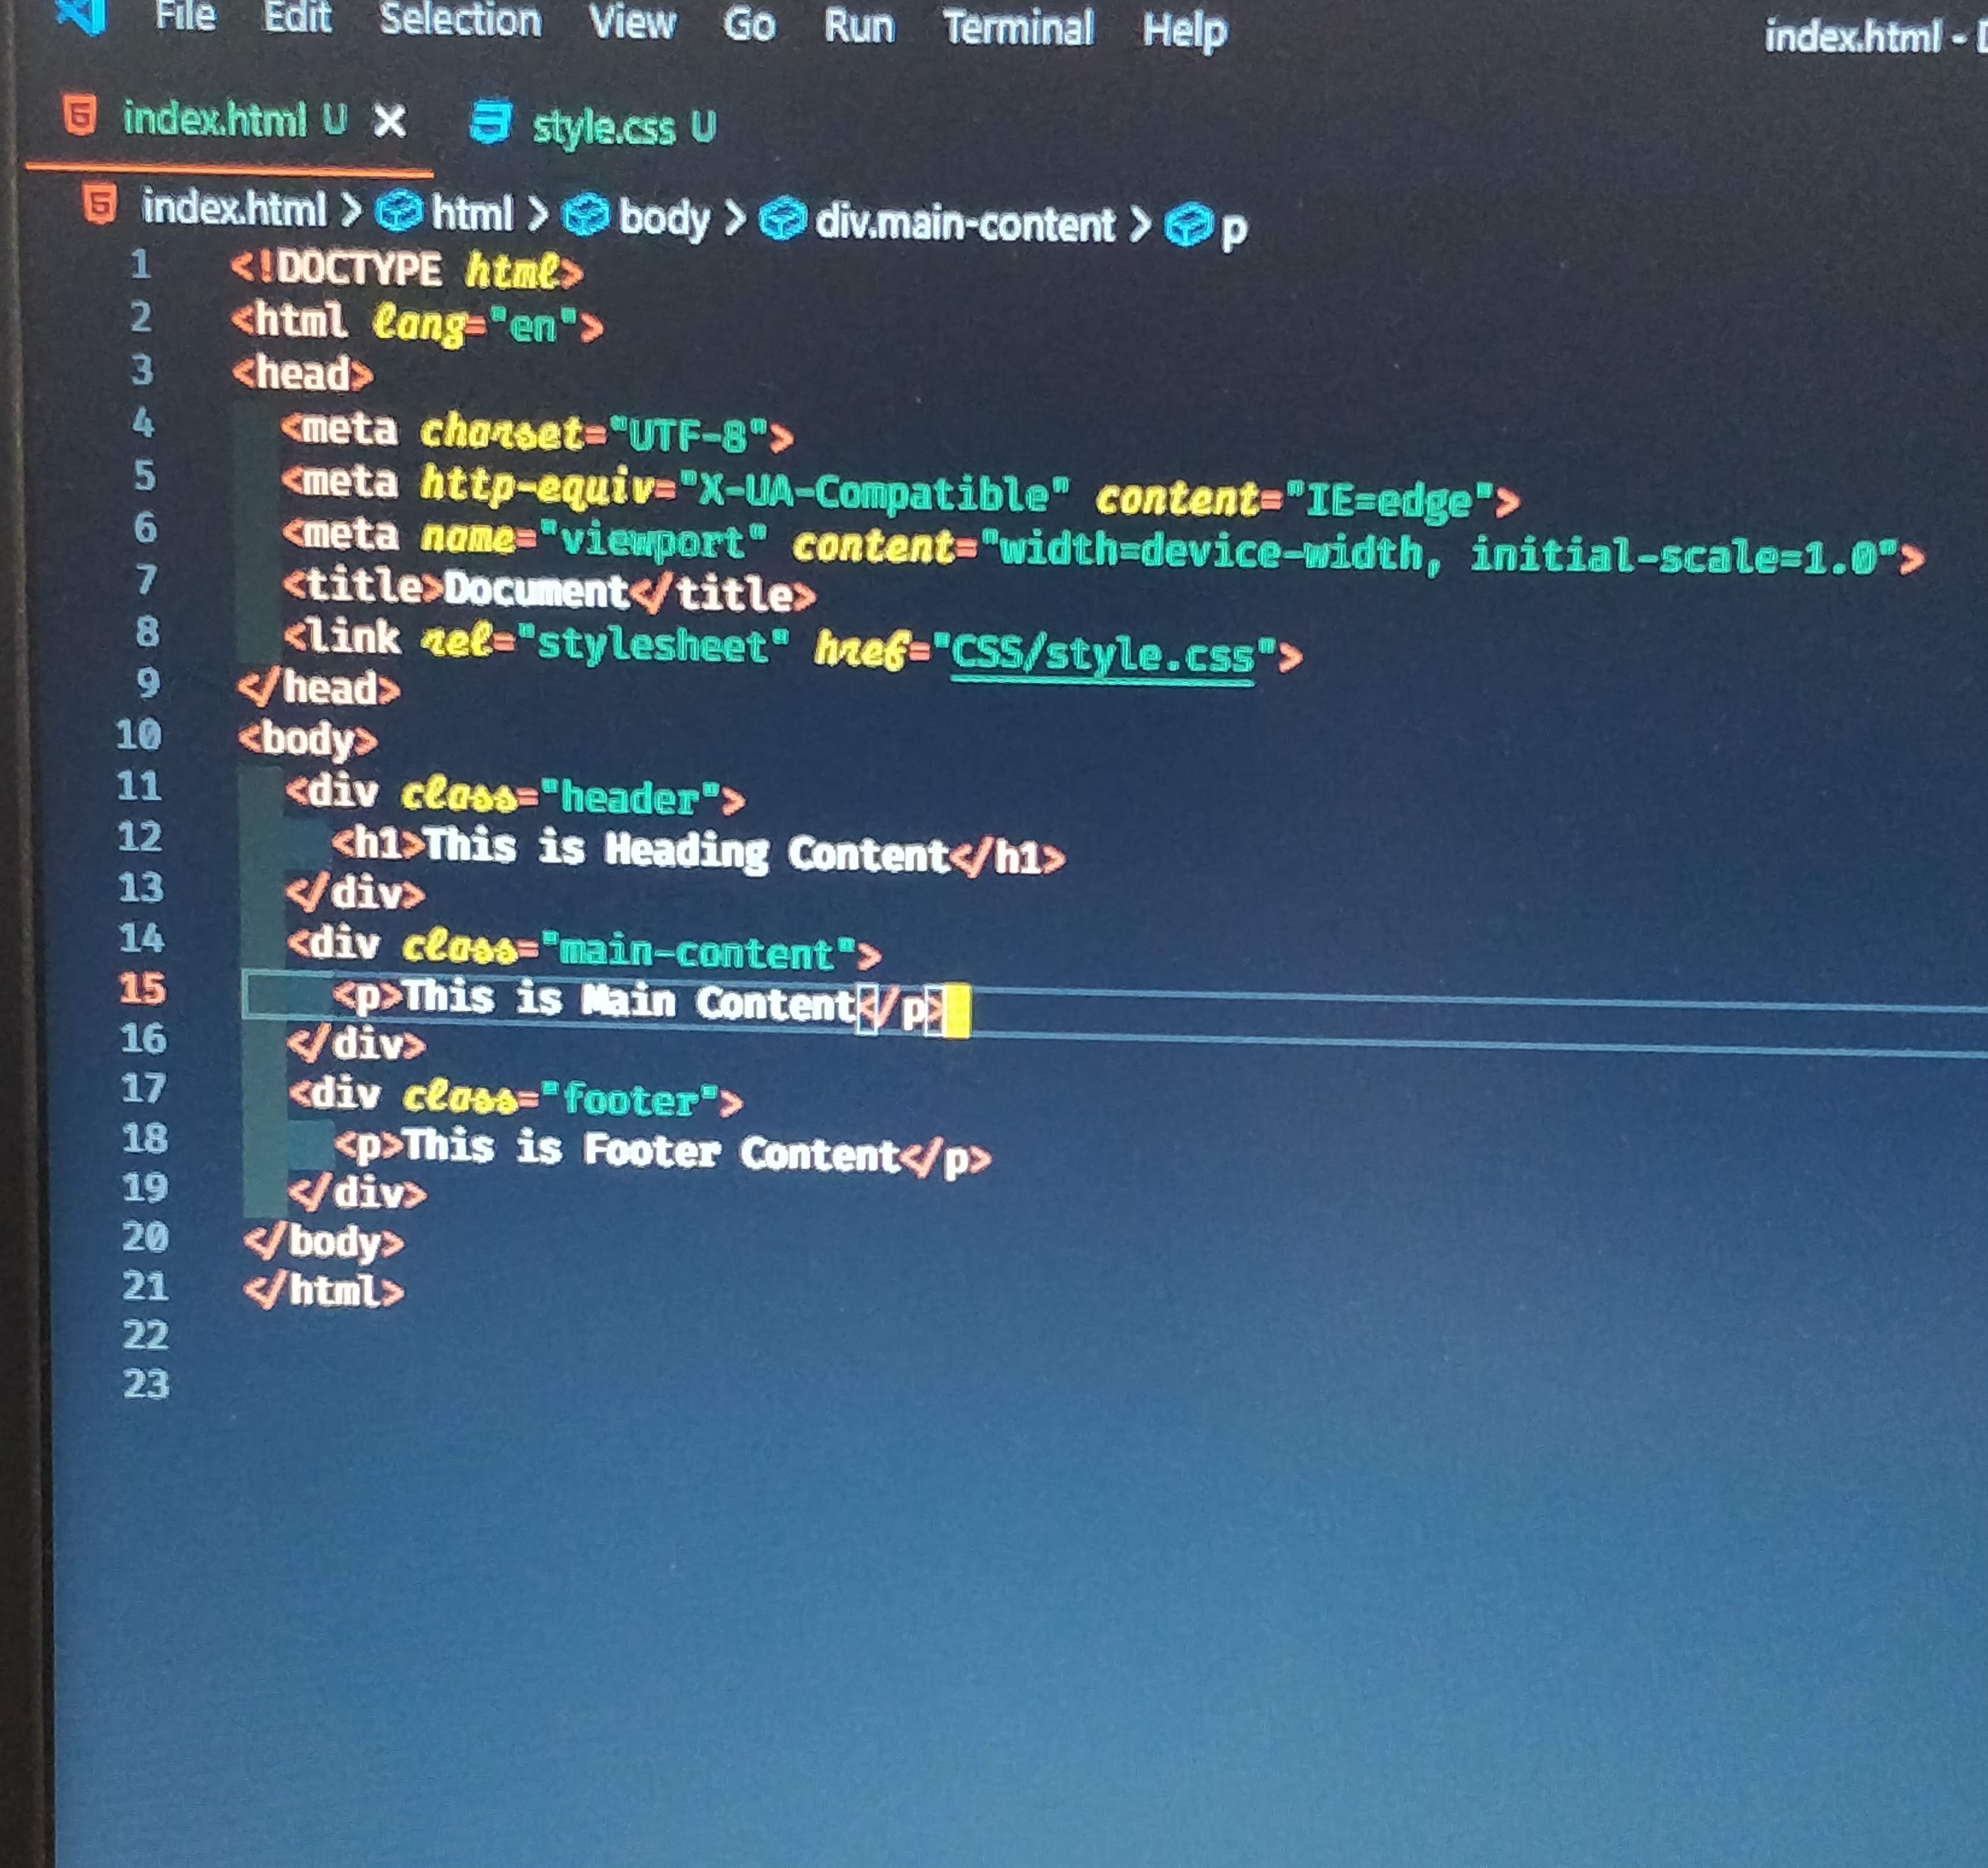 File Edit Selection View Go Run Terminal Help index.html -
index.html U × style.css U
index.html > html > body > div.main-content > p
1 <!DOCTYPE html>
2 <html lang="en">
3 <head>
4 <meta charset="UTF-8">
5 <meta http-equiv="X-UA-Compatible" content="IE=edge">
6 <meta name="viewport" content="width=device-width, initial-scale=1.0">
7 <title>Document</title>
8 <link rel="stylesheet" href="CSS/style.css">
9 </head>
10 <body>
11 <div class="header">
12 <h1>This is Heading Content</h1>
13 </div>
14 <div class="main-content">
15 <p>This is Main Content</p>
16 </div>
17 <div class="footer">
18 <p>This is Footer Content</p>
19 </div>
20 </body>
21 </html>
22
23